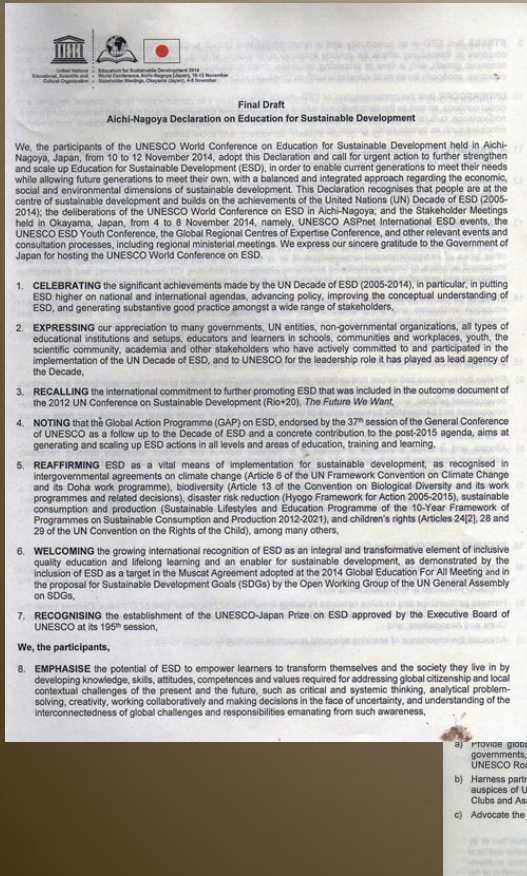 United Nations
Educational, Scientific and
Cultural Organization
Education for Sustainable Development 2014
World Conference, Aichi-Nagoya (Japan), 10-12 November
Stakeholder Meetings, Okayama (Japan), 4-8 November
Final Draft
Aichi-Nagoya Declaration on Education for Sustainable Development
We, the participants of the UNESCO World Conference on Education for Sustainable Development held in Aichi-
Nagoya, Japan, from 10 to 12 November 2014, adopt this Declaration and call for urgent action to further strengthen
and scale up Education for Sustainable Development (ESD), in order to enable current generations to meet their needs
while allowing future generations to meet their own, with a balanced and integrated approach regarding the economic,
social and environmental dimensions of sustainable development. This Declaration recognises that people are at the
centre of sustainable development and builds on the achievements of the United Nations (UN) Decade of ESD (2005-
2014); the deliberations of the UNESCO World Conference on ESD in Aichi-Nagoya; and the Stakeholder Meetings
held in Okayama, Japan, from 4 to 8 November 2014, namely, UNESCO ASPnet International ESD events, the
UNESCO ESD Youth Conference, the Global Regional Centres of Expertise Conference, and other relevant events and
consultation processes, including regional ministerial meetings. We express our sincere gratitude to the Government of
Japan for hosting the UNESCO World Conference on ESD.
1. CELEBRATING the significant achievements made by the UN Decade of ESD (2005-2014), in particular, in putting
ESD higher on national and international agendas, advancing policy, improving the conceptual understanding of
ESD, and generating substantive good practice amongst a wide range of stakeholders,
2. EXPRESSING our appreciation to many governments, UN entities, non-governmental organizations, all types of
educational institutions and setups, educators and learners in schools, communities and workplaces, youth, the
scientific community, academia and other stakeholders who have actively committed to and participated in the
implementation of the UN Decade of ESD, and to UNESCO for the leadership role it has played as lead agency of
the Decade,
3. RECALLING the international commitment to further promoting ESD that was included in the outcome document of
the 2012 UN Conference on Sustainable Development (Rio+20), The Future We Want,
4. NOTING that the Global Action Programme (GAP) on ESD, endorsed by the 37th session of the General Conference
of UNESCO as a follow up to the Decade of ESD and a concrete contribution to the post-2015 agenda, aims at
generating and scaling up ESD actions in all levels and areas of education, training and learning,
5. REAFFIRMING ESD as a vital means of implementation for sustainable development, as recognised in
intergovernmental agreements on climate change (Article 6 of the UN Framework Convention on Climate Change
and its Doha work programme), biodiversity (Article 13 of the Convention on Biological Diversity and its work
programmes and related decisions), disaster risk reduction (Hyogo Framework for Action 2005-2015), sustainable
consumption and production (Sustainable Lifestyles and Education Programme of the 10-Year Framework of
Programmes on Sustainable Consumption and Production 2012-2021), and children's rights (Articles 24[2], 28 and
29 of the UN Convention on the Rights of the Child), among many others,
6. WELCOMING the growing international recognition of ESD as an integral and transformative element of inclusive
quality education and lifelong learning and an enabler for sustainable development, as demonstrated by the
inclusion of ESD as a target in the Muscat Agreement adopted at the 2014 Global Education For All Meeting and in
the proposal for Sustainable Development Goals (SDGs) by the Open Working Group of the UN General Assembly
on SDGs,
7. RECOGNISING the establishment of the UNESCO-Japan Prize on ESD approved by the Executive Board of
UNESCO at its 195th session,
We, the participants,
8. EMPHASISE the potential of ESD to empower learners to transform themselves and the society they live in by
developing knowledge, skills, attitudes, competences and values required for addressing global citizenship and local
contextual challenges of the present and the future, such as critical and systemic thinking, analytical problem-
solving, creativity, working collaboratively and making decisions in the face of uncertainty, and understanding of the
interconnectedness of global challenges and responsibilities emanating from such awareness,
a) Provide globa
governments,
UNESCO Roa
b) Harness partn
auspices of U
Clubs and Ass
c) Advocate the